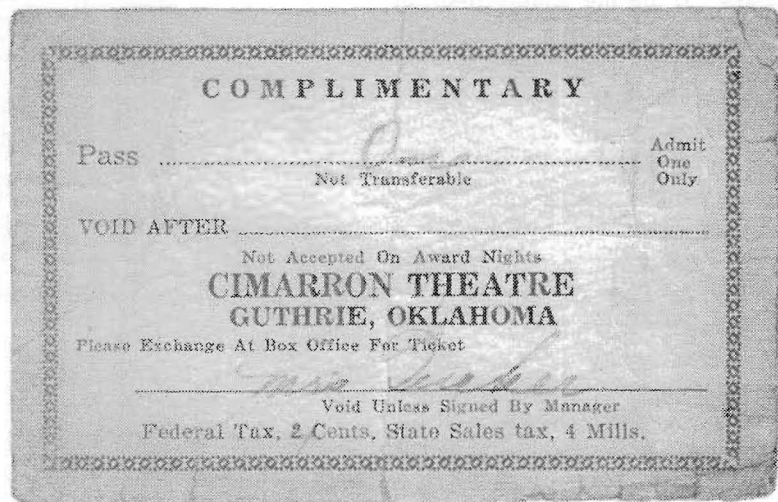 COMPLIMENTARY
Pass One Admit One Only
Not Transferable
VOID AFTER
Not Accepted On Award Nights
CIMARRON THEATRE
GUTHRIE, OKLAHOMA
Please Exchange At Box Office For Ticket
Mrs
Void Unless Signed By Manager
Federal Tax, 2 Cents, State Sales tax, 4 Mills.